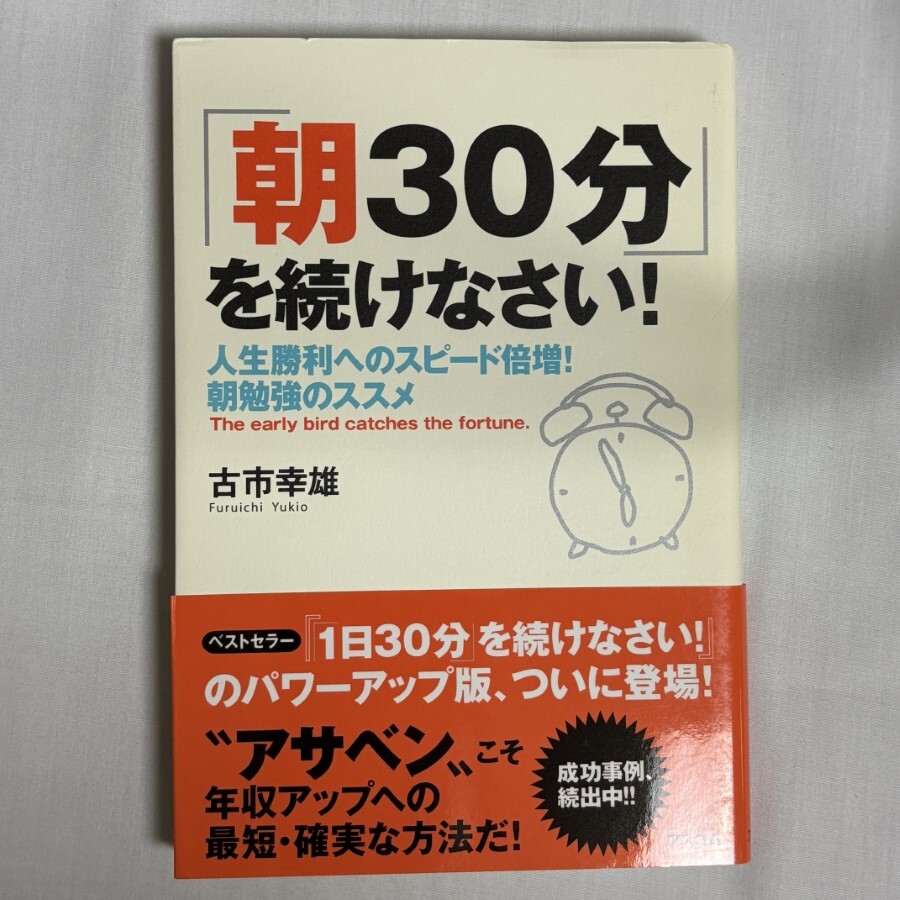 「朝30分」
を続けなさい!
人生勝利へのスピード倍増!
朝勉強のススメ
The early bird catches the fortune.
古市幸雄
Furuichi Yukio
ベストセラー『「1日30分」を続けなさい!』
のパワーアップ版、ついに登場!
〝アサベン〟こそ
年収アップへの
最短・確実な方法だ!
成功事例、
続出中!!
アスコム